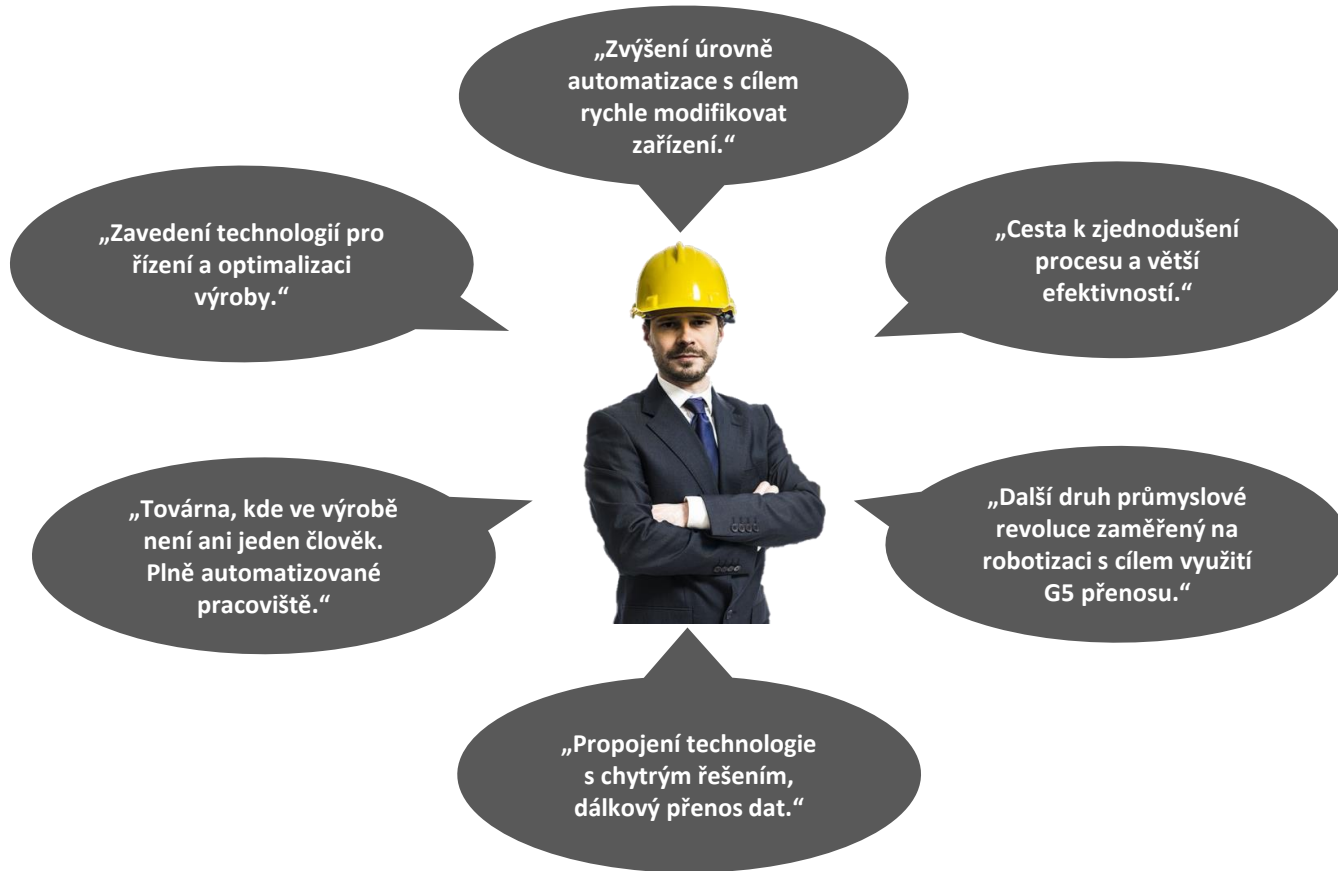 „Zvýšení úrovně
automatizace s cílem
rychle modifikovat
zařízení.“
„Zavedení technologií pro
řízení a optimalizaci
výroby.“
„Cesta k zjednodušení
procesu a větší
efektivností.“
„Továrna, kde ve výrobě
není ani jeden člověk.
Plně automatizované
pracoviště.“
„Další druh průmyslové
revoluce zaměřený na
robotizaci s cílem využití
G5 přenosu.“
„Propojení technologie
s chytrým řešením,
dálkový přenos dat.“